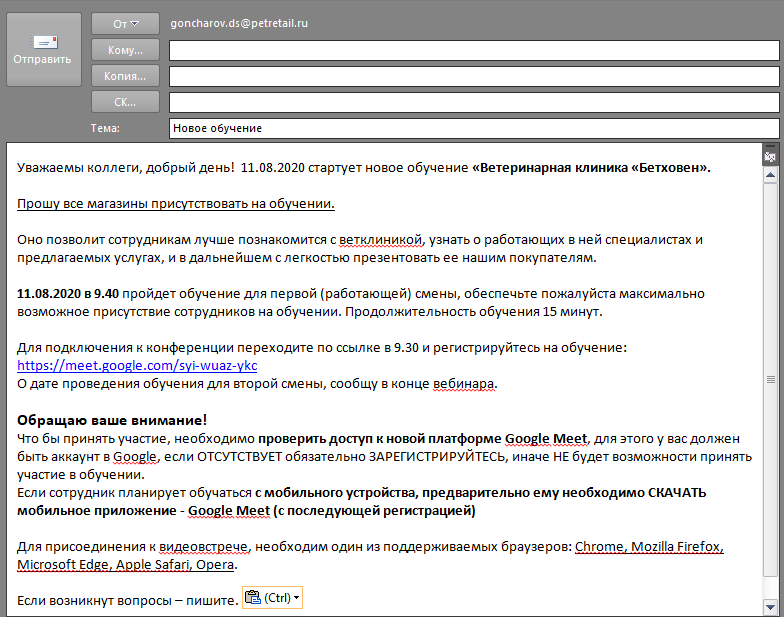 От
goncharov.ds@petretail.ru
Отправить
Кому...
Копия...
СК...
Тема:
Новое обучение
Уважаемы коллеги, добрый день! 11.08.2020 стартует новое обучение «Ветеринарная клиника «Бетховен».
Прошу все магазины присутствовать на обучении.
Оно позволит сотрудникам лучше познакомится с ветклиникой, узнать о работающих в ней специалистах и
предлагаемых услугах, и в дальнейшем с легкостью презентовать ее нашим покупателям.
11.08.2020 в 9.40 пройдет обучение для первой (работающей) смены, обеспечьте пожалуйста максимально
возможное присутствие сотрудников на обучении. Продолжительность обучения 15 минут.
Для подключения к конференции переходите по ссылке в 9.30 и регистрируйтесь на обучение:
https://meet.google.com/syi-wuaz-ykc
О дате проведения обучения для второй смены, сообщу в конце вебинара.
Обращаю ваше внимание!
Что бы принять участие, необходимо проверить доступ к новой платформе Google Meet, для этого у вас должен
быть аккаунт в Google, если ОТСУТСТВУЕТ обязательно ЗАРЕГИСТРИРУЙТЕСЬ, иначе НЕ будет возможности принять
участие в обучении.
Если сотрудник планирует обучаться с мобильного устройства, предварительно ему необходимо СКАЧАТЬ
мобильное приложение - Google Meet (с последующей регистрацией)
Для присоединения к видеовстрече, необходим один из поддерживаемых браузеров: Chrome, Mozilla Firefox,
Microsoft Edge, Apple Safari, Opera.
Если возникнут вопросы – пишите. (Ctrl)